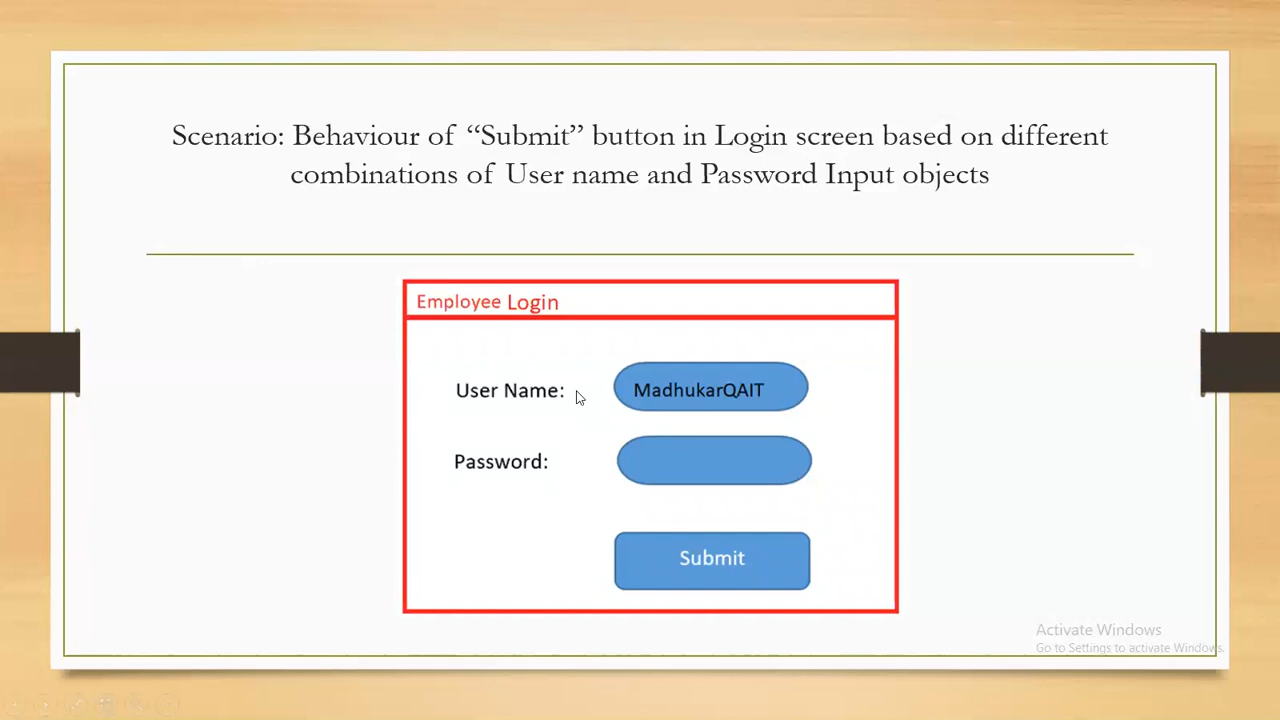 Scenario: Behaviour of “Submit” button in Login screen based on different
combinations of User name and Password Input objects
Employee Login
User Name:
MadhukarQAIT
Password:
Submit
Activate Windows
Go to Settings to activate Windows.